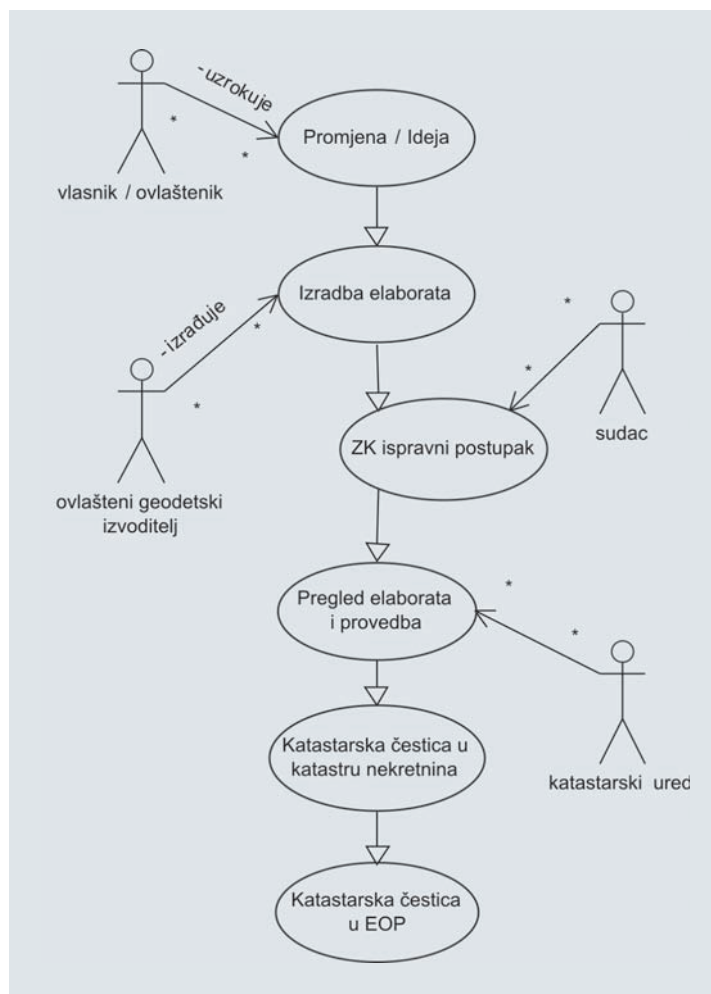 - uzrokuje
*
*
Promjena / Ideja
vlasnik / ovlaštenik
Izradba elaborata
- izrađuje
*
*
ovlašteni geodetski
izvoditelj
*
*
sudac
ZK ispravni postupak
Pregled elaborata
i provedba
*
*
katastarski ured
Katastarska čestica u
katastru nekretnina
Katastarska čestica
u EOP